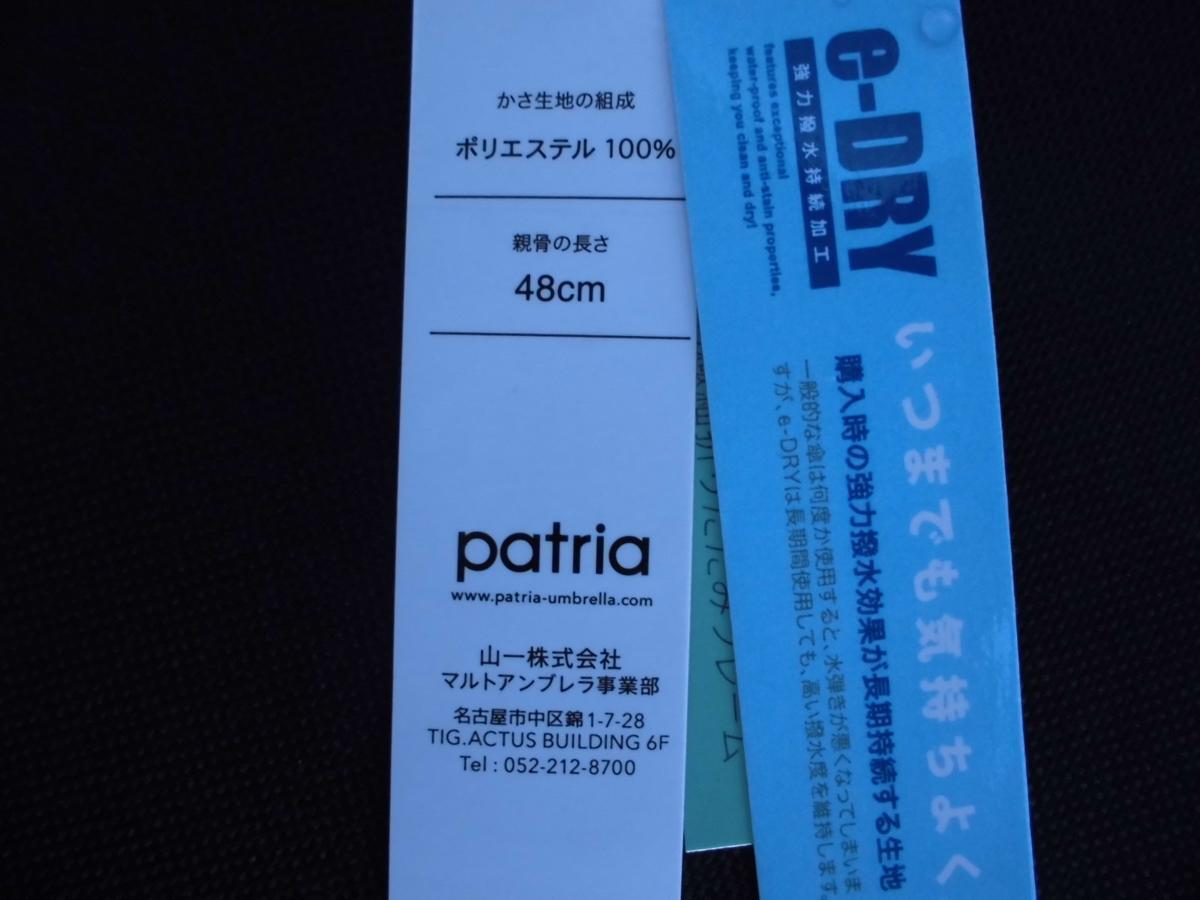 かさ生地の組成
ポリエステル 100%
親骨の長さ
48cm
patria
www.patria-umbrella.com
山一株式会社
マルトアンブレラ事業部
名古屋市中区錦1-7-28
TIG.ACTUS BUILDING 6F
Tel : 052-212-8700
e-DRY
強力撥水持続加工
features exceptional
water-proof and anti-stain properties,
keeping you clean and dry!
いつまでも気持ちよく
購入時の強力撥水効果が長期持続する生地
一般的な傘は何度か使用すると、水弾きが悪くなってしまいま
すが、e-DRYは長期間使用しても、高い撥水度を維持します。
りたたみフレーム